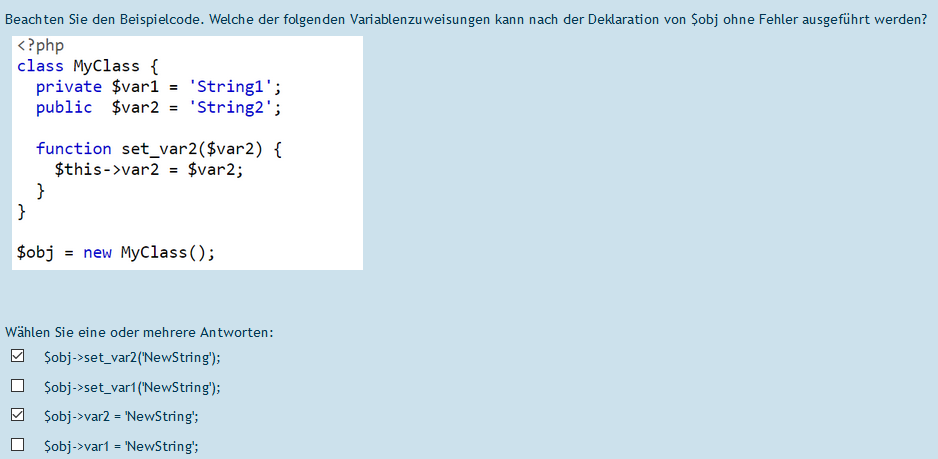 Beachten Sie den Beispielcode. Welche der folgenden Variablenzuweisungen kann nach der Deklaration von $obj ohne Fehler ausgeführt werden?
<?php
class MyClass {
  private $var1 = 'String1';
  public  $var2 = 'String2';
  function set_var2($var2) {
    $this->var2 = $var2;
  }
}
$obj = new MyClass();
Wählen Sie eine oder mehrere Antworten:
$obj->set_var2('NewString');
$obj->set_var1('NewString');
$obj->var2 = 'NewString';
$obj->var1 = 'NewString';